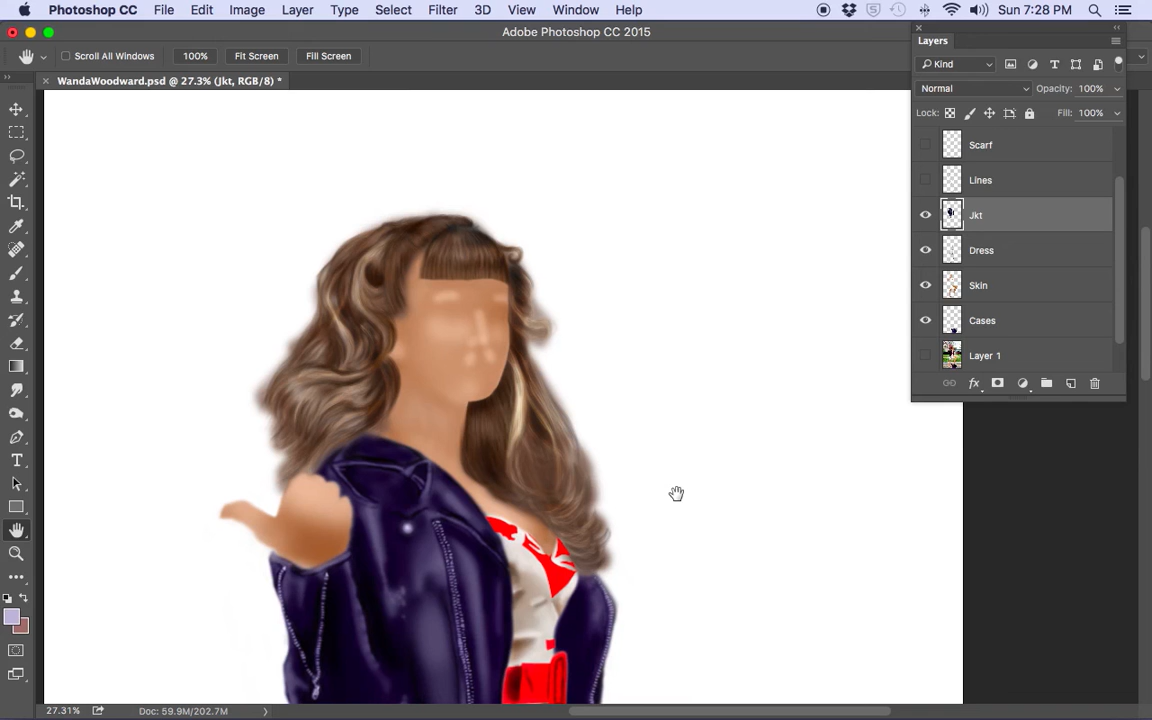 Photoshop CC File Edit Image Layer Type Select Filter 3D View Window Help Sun 7:28 PM
Adobe Photoshop CC 2015
Scroll All Windows 100% Fit Screen Fill Screen
WandaWoodward.psd @ 27.3% (Jkt, RGB/8) *
Layers
Kind
Normal Opacity: 100%
Lock: Fill: 100%
Scarf
Lines
Jkt
Dress
Skin
Cases
Layer 1
fx
27.31% Doc: 59.9M/202.7M